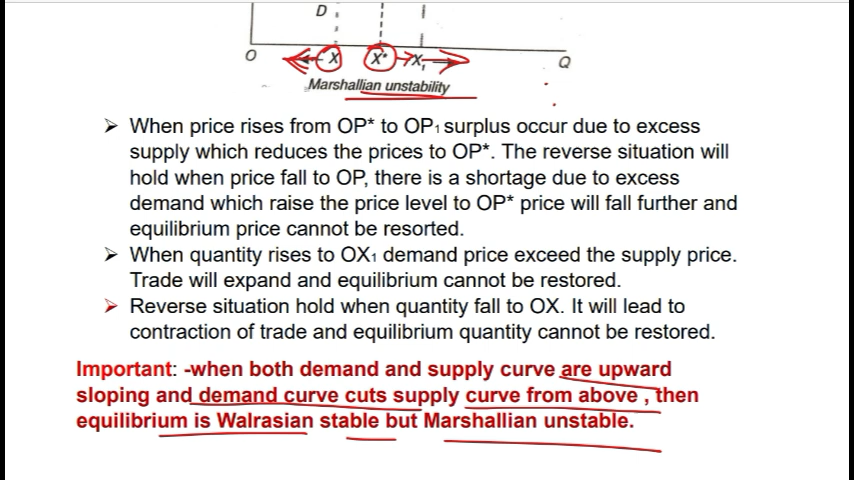 D
O X X* X₁ Q
Marshallian unstability
➢ When price rises from OP* to OP₁ surplus occur due to excess
supply which reduces the prices to OP*. The reverse situation will
hold when price fall to OP, there is a shortage due to excess
demand which raise the price level to OP* price will fall further and
equilibrium price cannot be resorted.
➢ When quantity rises to OX₁ demand price exceed the supply price.
Trade will expand and equilibrium cannot be restored.
➢ Reverse situation hold when quantity fall to OX. It will lead to
contraction of trade and equilibrium quantity cannot be restored.
Important: -when both demand and supply curve are upward
sloping and demand curve cuts supply curve from above , then
equilibrium is Walrasian stable but Marshallian unstable.